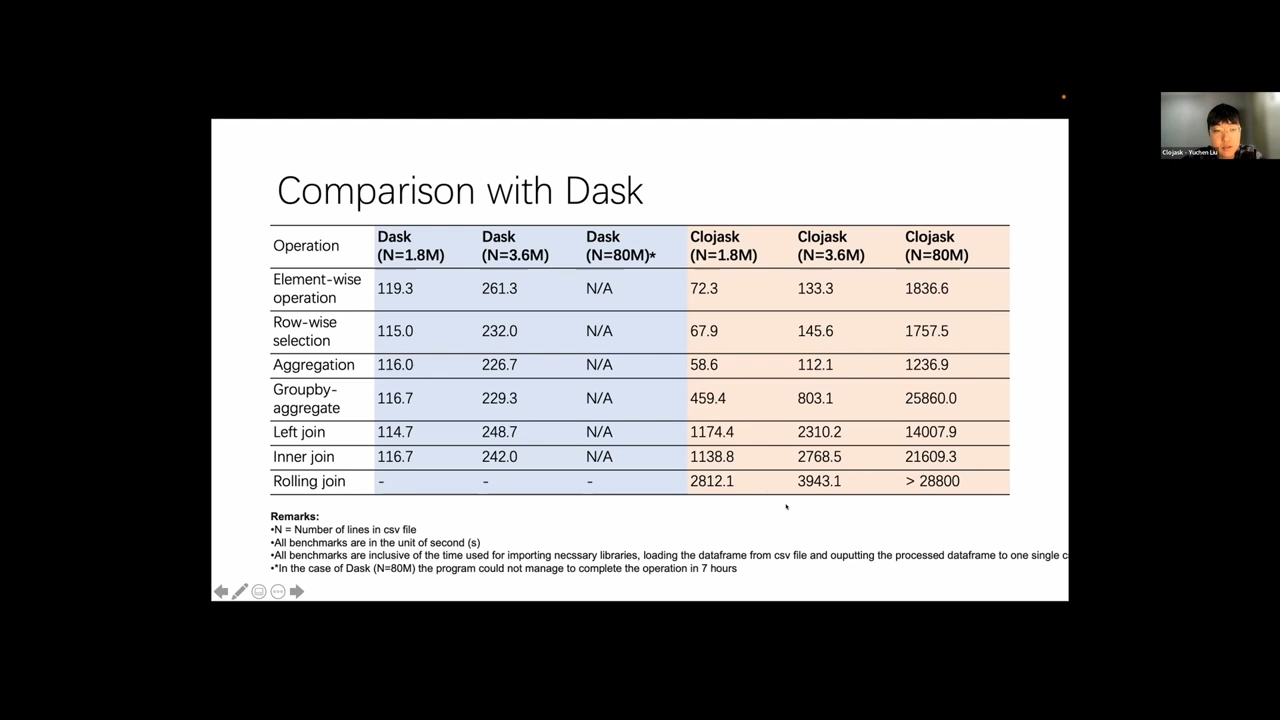 Comparison with Dask
Operation Dask (N=1.8M) Dask (N=3.6M) Dask (N=80M)* Clojask (N=1.8M) Clojask (N=3.6M) Clojask (N=80M)
Element-wise operation 119.3 261.3 N/A 72.3 133.3 1836.6
Row-wise selection 115.0 232.0 N/A 67.9 145.6 1757.5
Aggregation 116.0 226.7 N/A 58.6 112.1 1236.9
Groupby-aggregate 116.7 229.3 N/A 459.4 803.1 25860.0
Left join 114.7 248.7 N/A 1174.4 2310.2 14007.9
Inner join 116.7 242.0 N/A 1138.8 2768.5 21609.3
Rolling join - - - 2812.1 3943.1 > 28800
Remarks:
•N = Number of lines in csv file
•All benchmarks are in the unit of second (s)
•All benchmarks are inclusive of the time used for importing necssary libraries, loading the dataframe from csv file and ouputting the processed dataframe to one single c
•*In the case of Dask (N=80M) the program could not manage to complete the operation in 7 hours
Clojask - Yuchen Liu